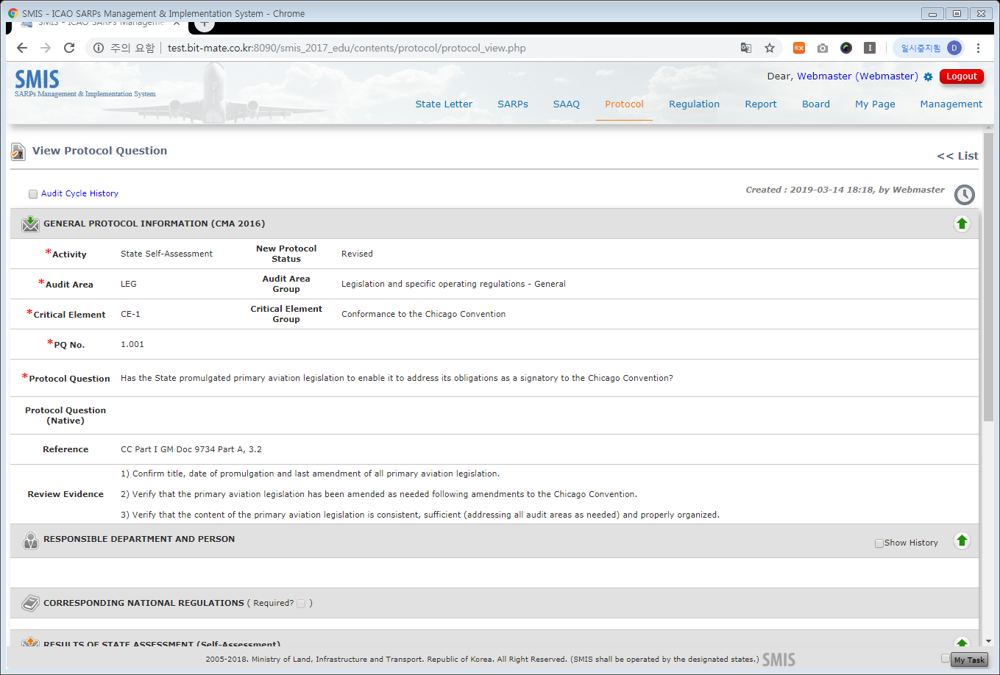 SMIS - ICAO SARPs Management & Implementation System - Chrome
SMIS - ICAO SARPs Manageme
주의 요함 | test.bit-mate.co.kr:8090/smis_2017_edu/contents/protocol/protocol_view.php
일시중지됨 D
SMIS
SARPs Management & Implementation System
Dear, Webmaster (Webmaster) Logout
State Letter SARPs SAAQ Protocol Regulation Report Board My Page Management
View Protocol Question
<< List
Audit Cycle History
Created : 2019-03-14 18:18, by Webmaster
GENERAL PROTOCOL INFORMATION (CMA 2016)
*Activity State Self-Assessment New Protocol Status Revised
*Audit Area LEG Audit Area Group Legislation and specific operating regulations - General
*Critical Element CE-1 Critical Element Group Conformance to the Chicago Convention
*PQ No. 1.001
*Protocol Question Has the State promulgated primary aviation legislation to enable it to address its obligations as a signatory to the Chicago Convention?
Protocol Question (Native)
Reference CC Part I GM Doc 9734 Part A, 3.2
Review Evidence
1) Confirm title, date of promulgation and last amendment of all primary aviation legislation.
2) Verify that the primary aviation legislation has been amended as needed following amendments to the Chicago Convention.
3) Verify that the content of the primary aviation legislation is consistent, sufficient (addressing all audit areas as needed) and properly organized.
RESPONSIBLE DEPARTMENT AND PERSON
Show History
CORRESPONDING NATIONAL REGULATIONS ( Required? )
RESULTS OF STATE ASSESSMENT (Self-Assessment)
2005-2018. Ministry of Land, Infrastructure and Transport. Republic of Korea. All Right Reserved. (SMIS shall be operated by the designated states.) SMIS
My Task